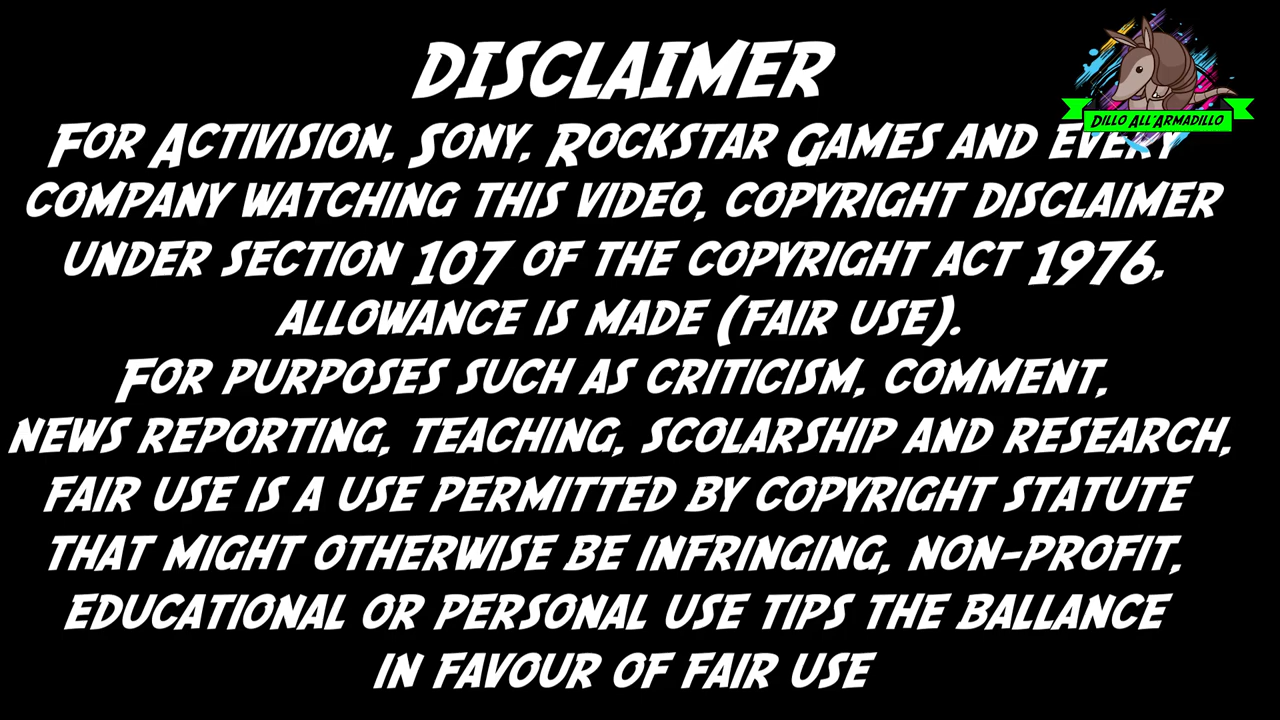 DISCLAIMER
DILLO ALL'ARMADILLO
FOR ACTIVISION, SONY, ROCKSTAR GAMES AND EVERY
COMPANY WATCHING THIS VIDEO, COPYRIGHT DISCLAIMER
UNDER SECTION 107 OF THE COPYRIGHT ACT 1976.
ALLOWANCE IS MADE (FAIR USE).
FOR PURPOSES SUCH AS CRITICISM, COMMENT,
NEWS REPORTING, TEACHING, SCOLARSHIP AND RESEARCH,
FAIR USE IS A USE PERMITTED BY COPYRIGHT STATUTE
THAT MIGHT OTHERWISE BE INFRINGING, NON-PROFIT,
EDUCATIONAL OR PERSONAL USE TIPS THE BALLANCE
IN FAVOUR OF FAIR USE